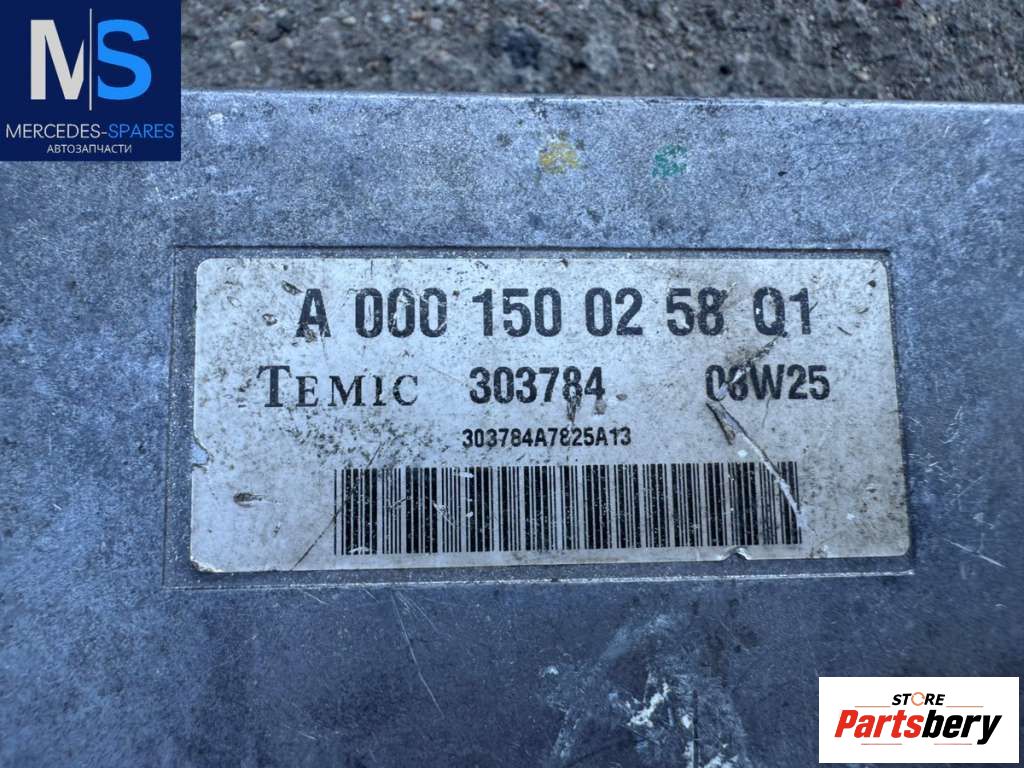 MS
MERCEDES-SPARES
АВТОЗАПЧАСТИ
A 000 150 02 58 Q1
TEMIC 303784 06W25
303784A7825A13
STORE
Partsbery